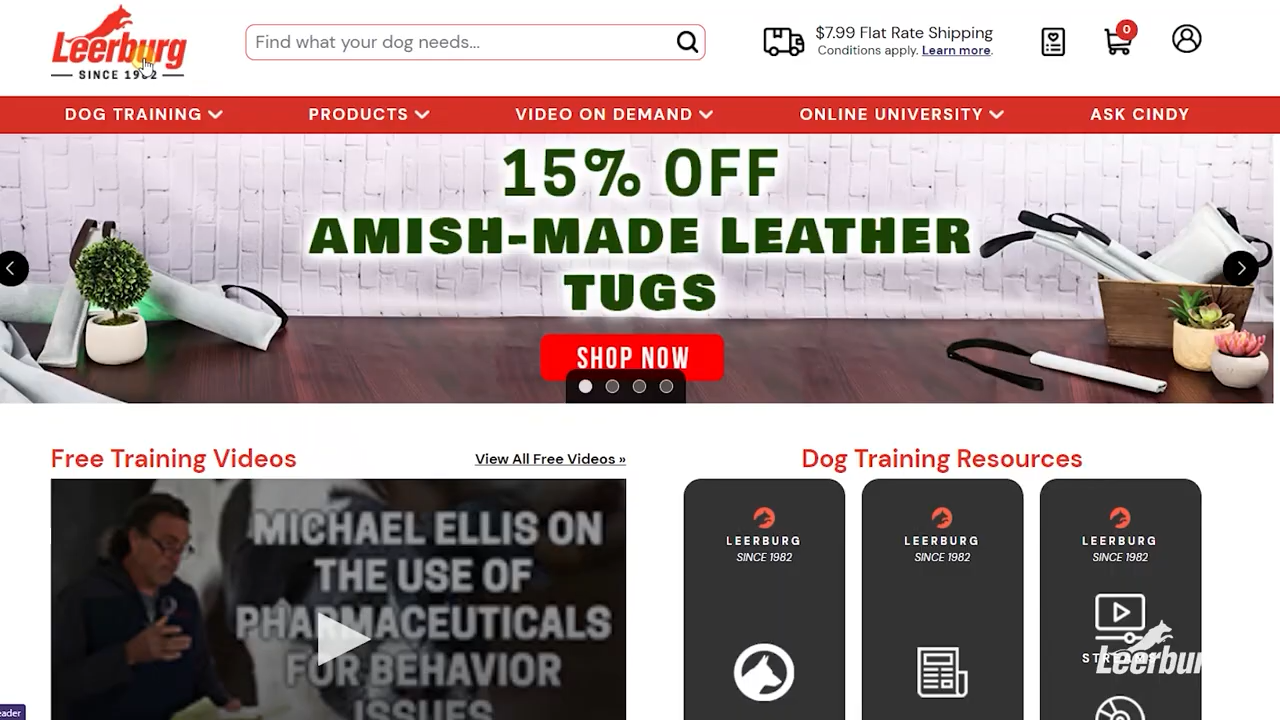 Leerburg
SINCE 1982
Find what your dog needs...
$7.99 Flat Rate Shipping
Conditions apply. Learn more.
0
DOG TRAINING
PRODUCTS
VIDEO ON DEMAND
ONLINE UNIVERSITY
ASK CINDY
15% OFF
AMISH-MADE LEATHER
TUGS
SHOP NOW
Free Training Videos
View All Free Videos »
Dog Training Resources
MICHAEL ELLIS ON
THE USE OF
PHARMACEUTICALS
FOR BEHAVIOR
ISSUES
LEERBURG
SINCE 1982
LEERBURG
SINCE 1982
LEERBURG
SINCE 1982